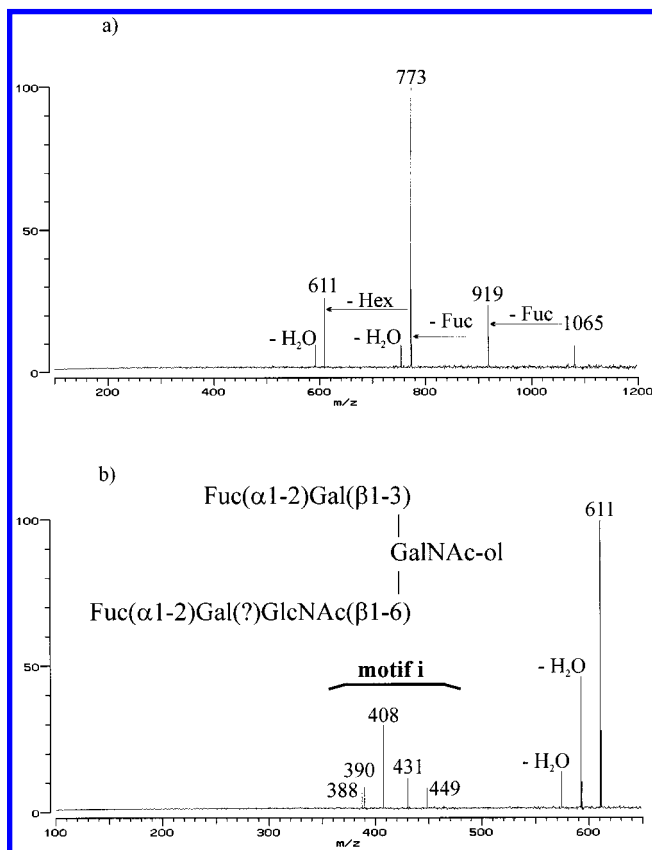 a)
100
773
611
- Hex
919
- Fuc
1065
- Fuc
- H₂O
- H₂O
50
0
200 400 600 800 1000 1200
m/z
b)
Fuc(α1-2)Gal(β1-3)
GalNAc-ol
Fuc(α1-2)Gal(?)GlcNAc(β1-6)
100
611
motif i
50
- H₂O
408
390
388
431
449
- H₂O
0
100 200 300 400 500 600
m/z